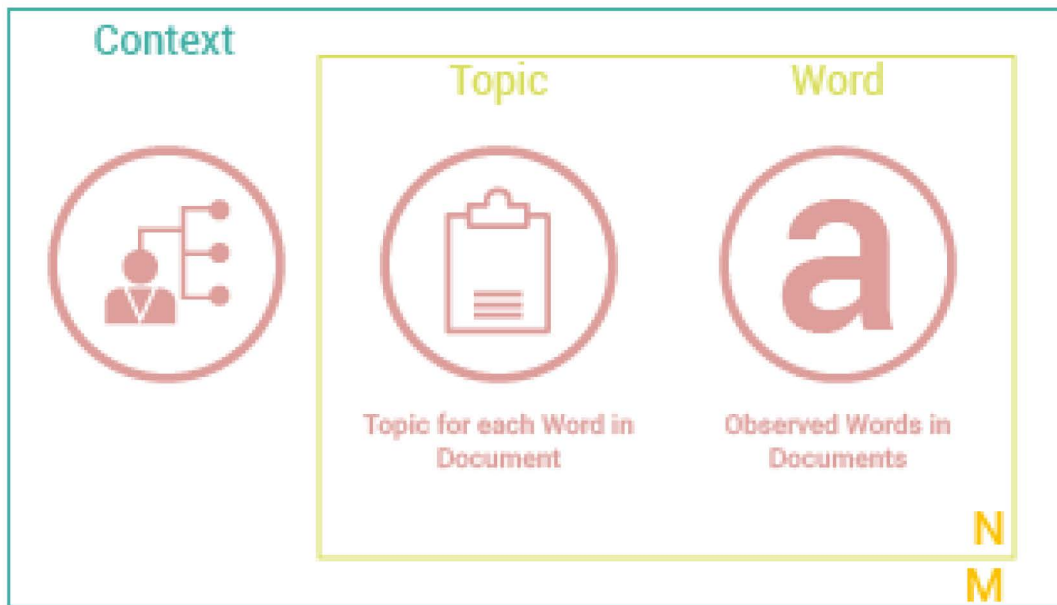 Context
Topic
Word
a
Topic for each Word in
Document
Observed Words in
Documents
N
M